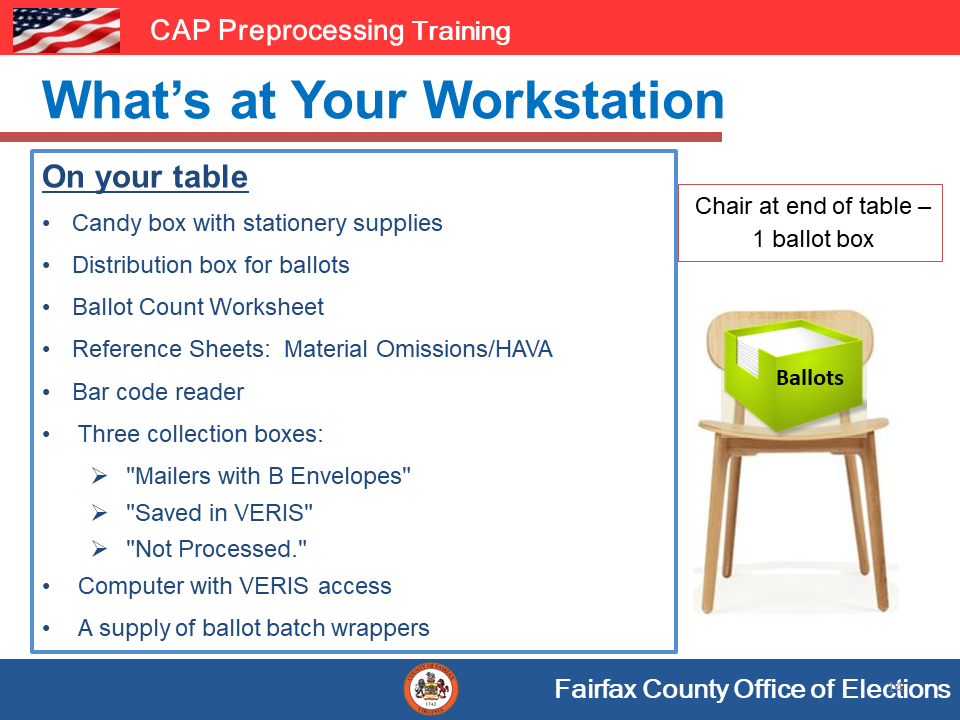 CAP Preprocessing Training
What's at Your Workstation
On your table
• Candy box with stationery supplies
• Distribution box for ballots
• Ballot Count Worksheet
• Reference Sheets:  Material Omissions/HAVA
• Bar code reader
• Three collection boxes:
➢ "Mailers with B Envelopes"
➢ "Saved in VERIS"
➢ "Not Processed."
• Computer with VERIS access
• A supply of ballot batch wrappers
Chair at end of table –
1 ballot box
Ballots
Fairfax County Office of Elections